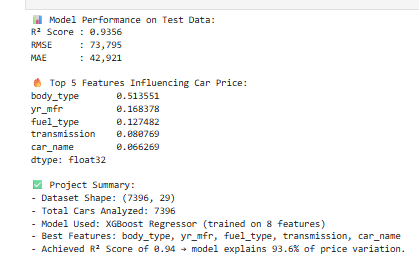 📊 Model Performance on Test Data:
R² Score : 0.9356
RMSE     : 73,795
MAE      : 42,921
🔥 Top 5 Features Influencing Car Price:
body_type       0.513551
yr_mfr          0.168378
fuel_type       0.127482
transmission    0.080769
car_name        0.066269
dtype: float32
✅ Project Summary:
- Dataset Shape: (7396, 29)
- Total Cars Analyzed: 7396
- Model Used: XGBoost Regressor (trained on 8 features)
- Best Features: body_type, yr_mfr, fuel_type, transmission, car_name
- Achieved R² Score of 0.94 → model explains 93.6% of price variation.